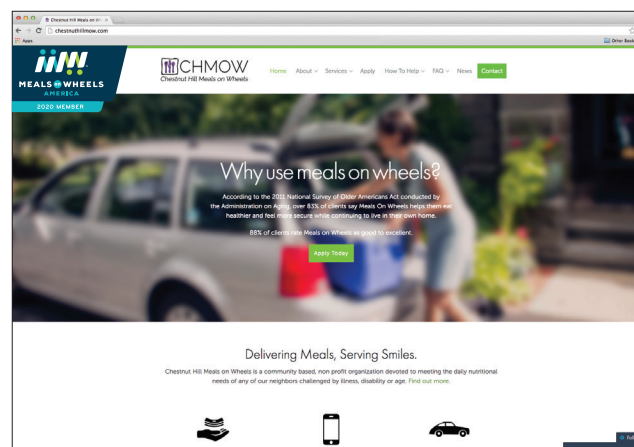 Chestnut Hill Meals on Wh
chestnuthillmow.com
Apps
Other Book
MEALS ON WHEELS
AMERICA
2020 MEMBER
CHMOW
Chestnut Hill Meals on Wheels
Home About Services Apply How To Help FAQ News Contact
Why use meals on wheels?
According to the 2011 National Survey of Older Americans Act conducted by
the Administration on Aging, over 83% of clients say Meals On Wheels helps them eat
healthier and feel more secure while continuing to live in their own home.
88% of clients rate Meals on Wheels as good to excellent.
Apply Today
Delivering Meals, Serving Smiles.
Chestnut Hill Meals on Wheels is a community based, non profit organization devoted to meeting the daily nutritional
needs of any of our neighbors challenged by illness, disability or age. Find out more.